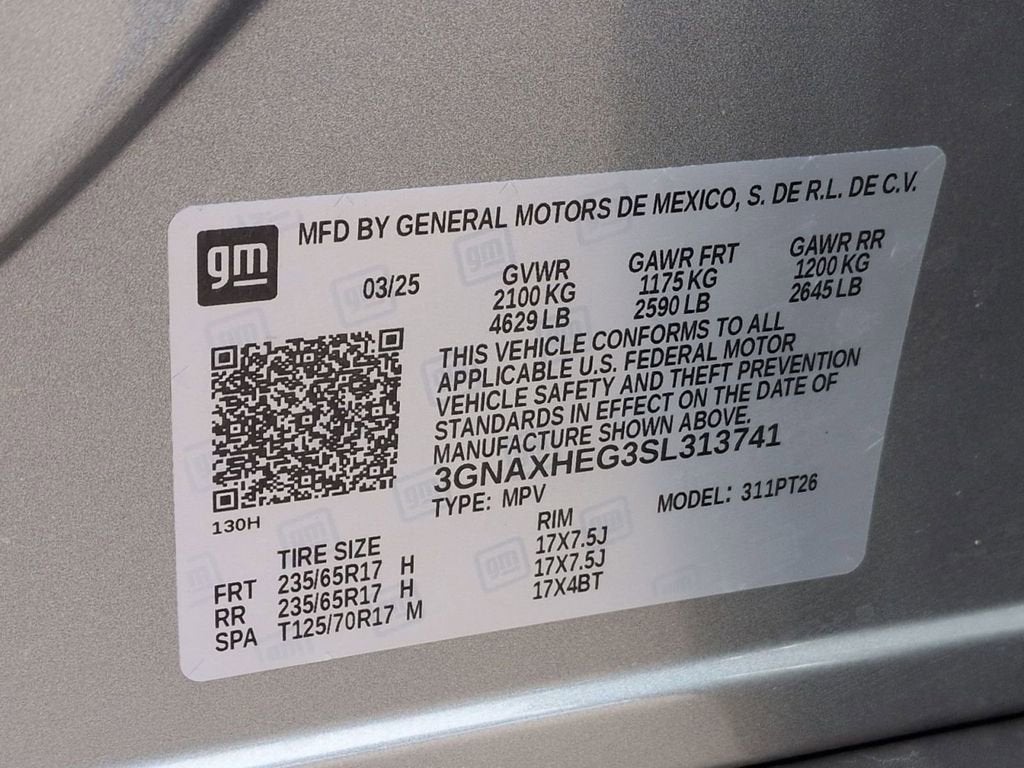 gm
MFD BY GENERAL MOTORS DE MEXICO, S. DE R.L. DE C.V.
03/25
GVWR
2100 KG
4629 LB
GAWR FRT
1175 KG
2590 LB
GAWR RR
1200 KG
2645 LB
THIS VEHICLE CONFORMS TO ALL
APPLICABLE U.S. FEDERAL MOTOR
VEHICLE SAFETY AND THEFT PREVENTION
STANDARDS IN EFFECT ON THE DATE OF
MANUFACTURE SHOWN ABOVE.
3GNAXHEG3SL313741
TYPE: MPV MODEL: 311PT26
130H
TIRE SIZE RIM
FRT 235/65R17 H 17X7.5J
RR 235/65R17 H 17X7.5J
SPA T125/70R17 M 17X4BT